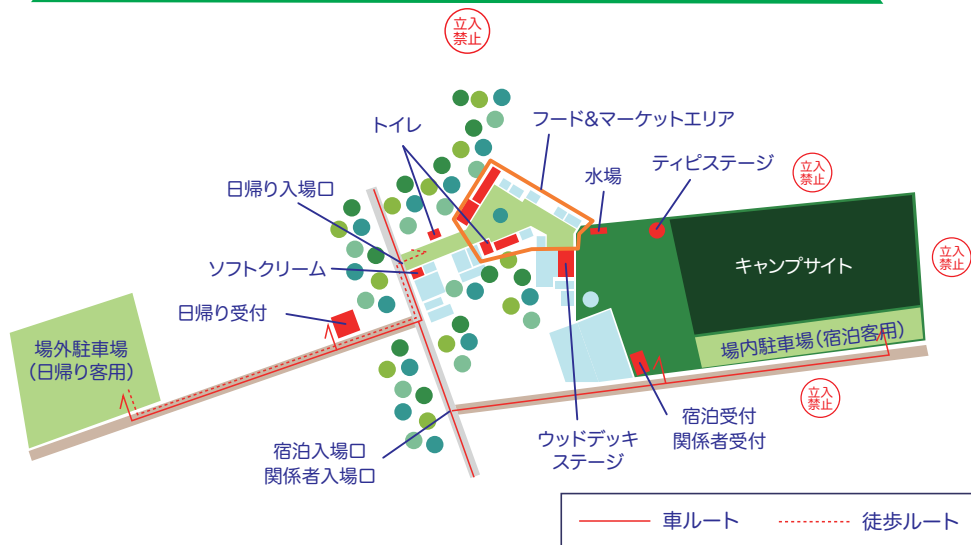 立入
禁止
トイレ
フード&マーケットエリア
水場
ティピステージ
立入
禁止
日帰り入場口
立入
禁止
キャンプサイト
ソフトクリーム
日帰り受付
場外駐車場
(日帰り客用)
場内駐車場(宿泊客用)
立入
禁止
宿泊受付
関係者受付
ウッドデッキ
ステージ
宿泊入場口
関係者入場口
車ルート
徒歩ルート